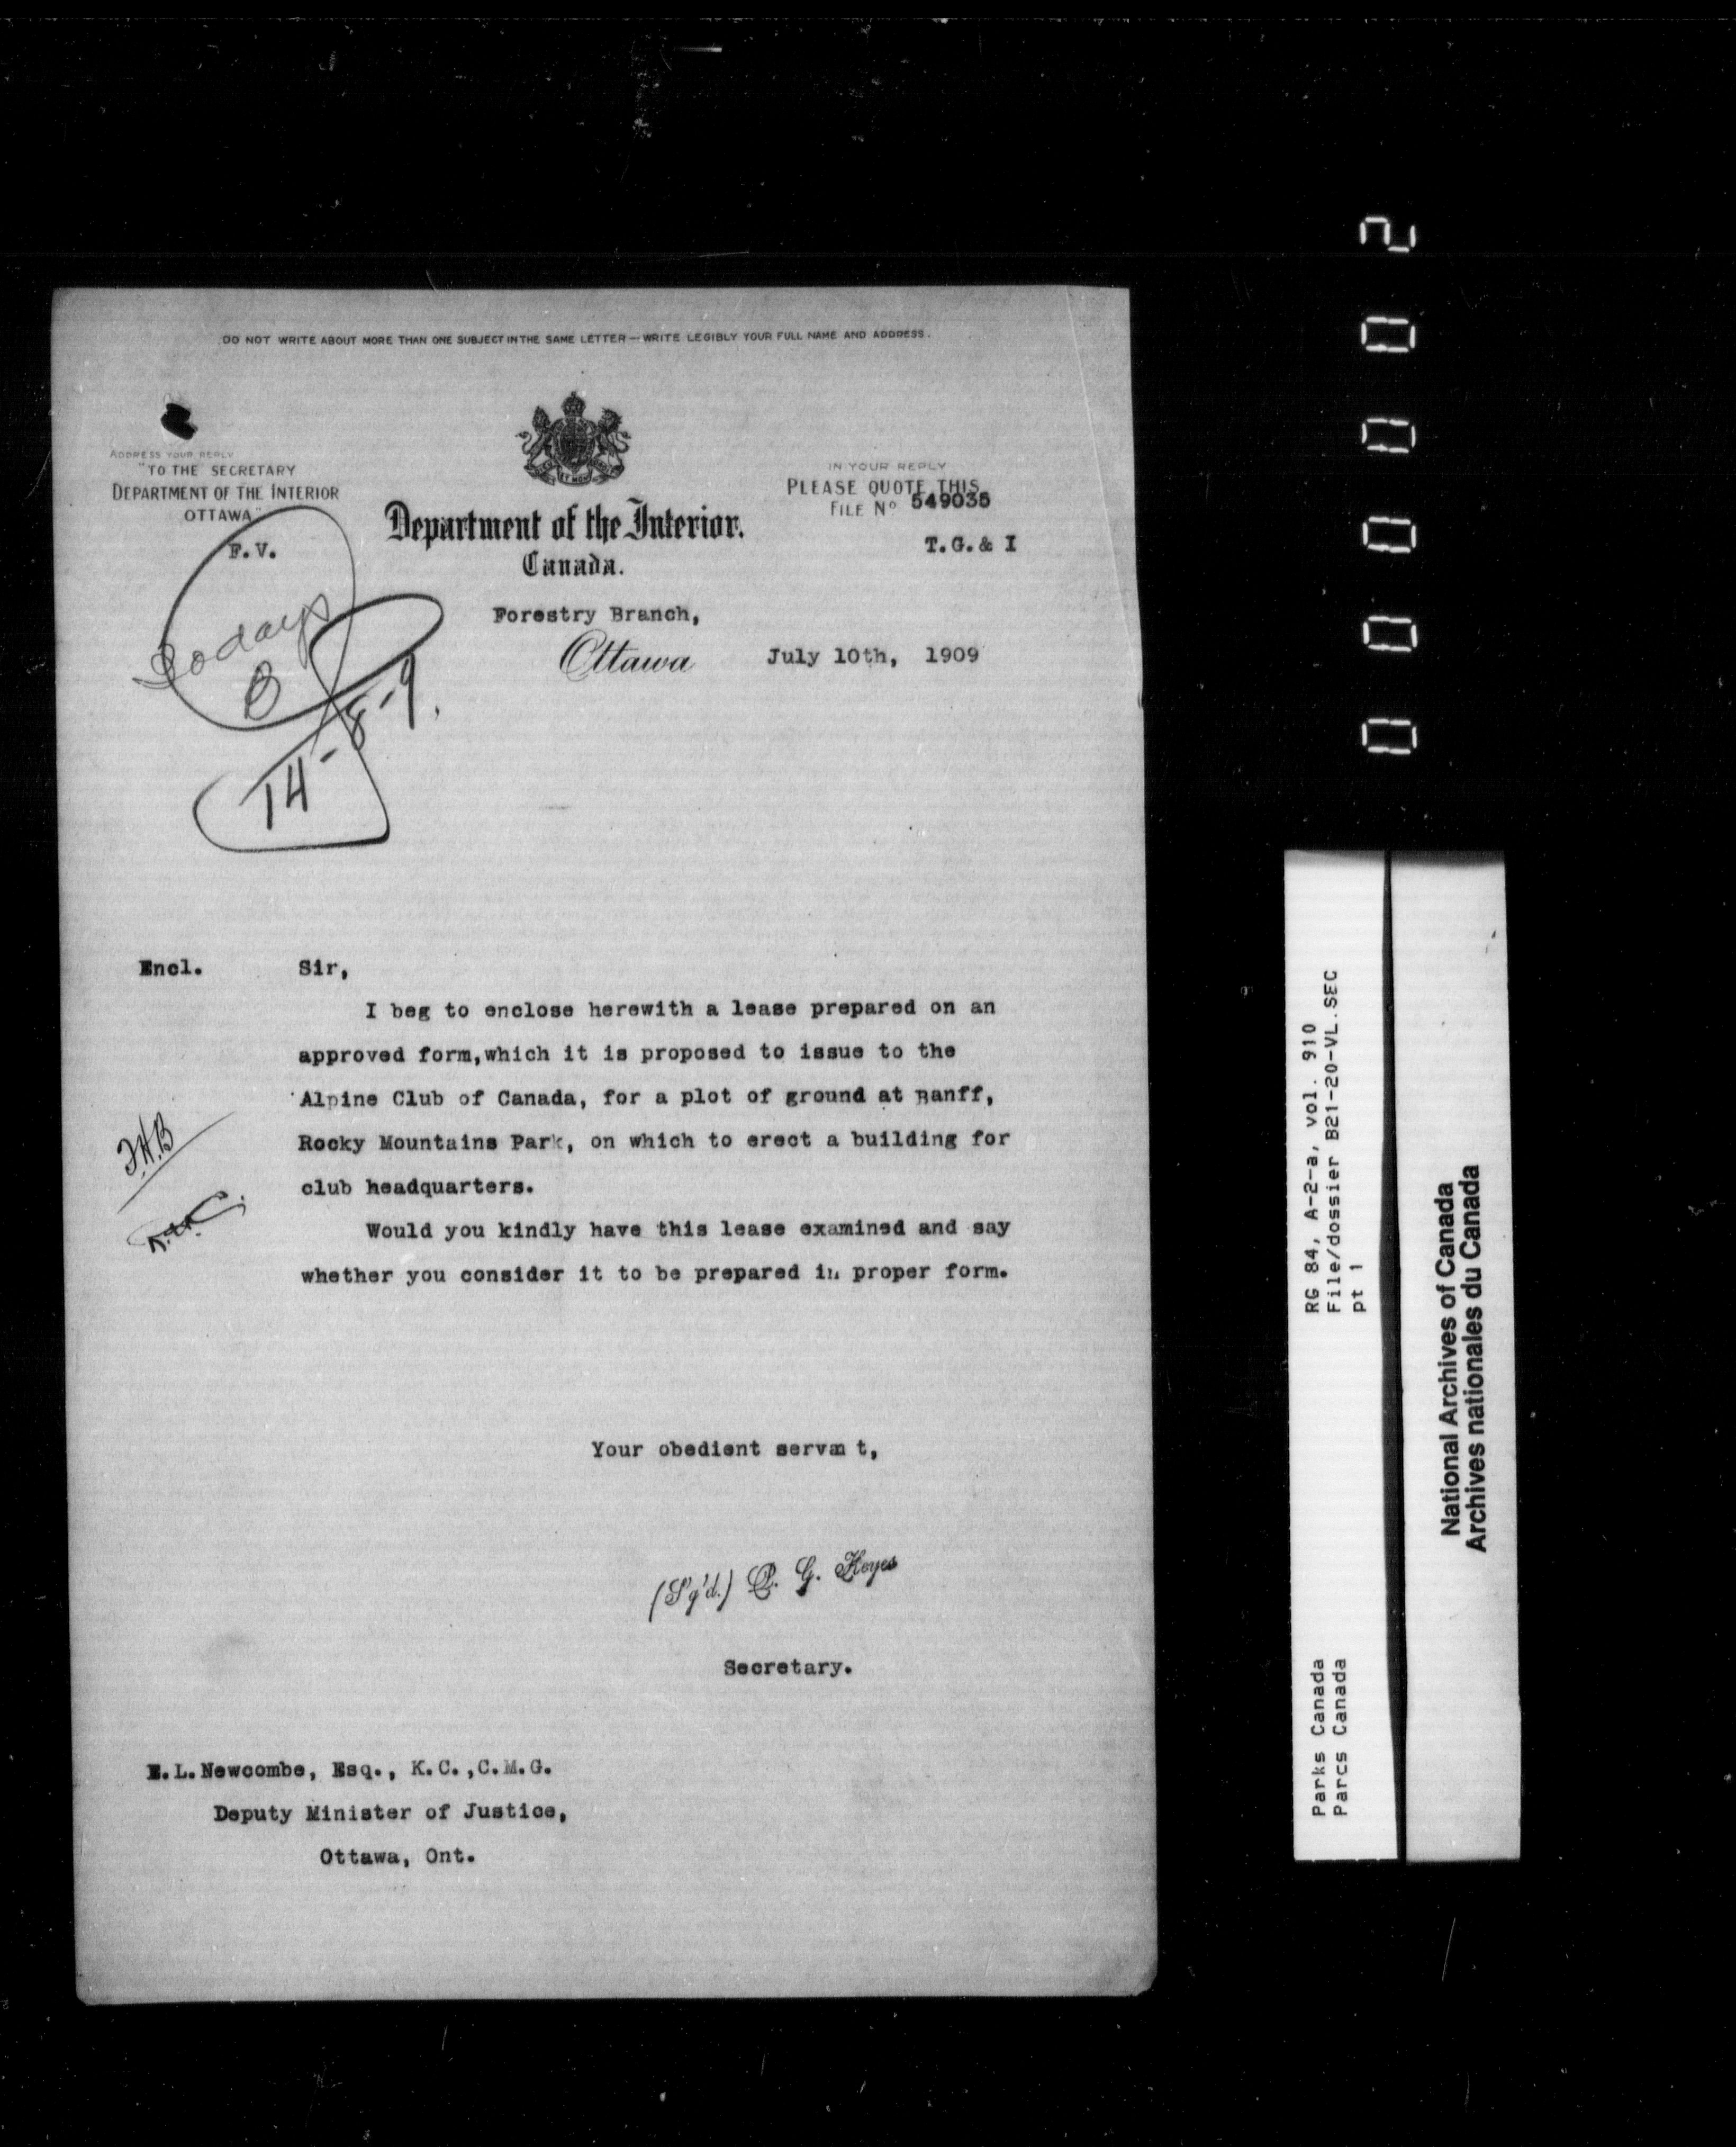 DO NOT WRITE ABOUT MORE THAN ONE SUBJECT IN THE SAME LETTER — WRITE LEGIBLY YOUR FULL NAME AND ADDRESS.
ADDRESS YOUR REPLY
"TO THE SECRETARY
DEPARTMENT OF THE INTERIOR
OTTAWA"
F.V.
IN YOUR REPLY
PLEASE QUOTE THIS
FILE No 549035
T.G.& I
Department of the Interior.
Canada.
Forestry Branch,
Ottawa July 10th, 1909
days
14-8-9.
Encl. Sir,
I beg to enclose herewith a lease prepared on an
approved form,which it is proposed to issue to the
Alpine Club of Canada, for a plot of ground at Banff,
Rocky Mountains Park, on which to erect a building for
club headquarters.
Would you kindly have this lease examined and say
whether you consider it to be prepared in proper form.
Your obedient servan t,
(Sg'd.) P. G. Keyes
Secretary.
E.L.Newcombe, Esq., K.C.,C.M.G.
Deputy Minister of Justice,
Ottawa, Ont.
000002
RG 84, A-2-a, vol. 910
File/dossier B21-20-VL.SEC
pt 1
Parks Canada
Parcs Canada
National Archives of Canada
Archives nationales du Canada